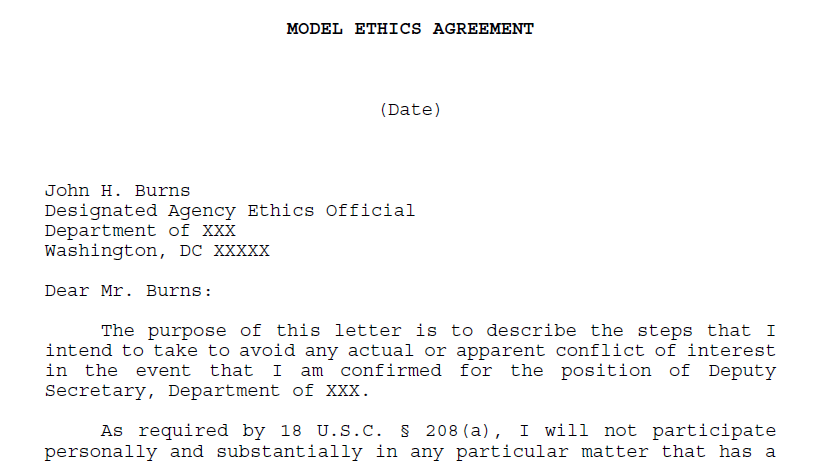 MODEL ETHICS AGREEMENT
(Date)
John H. Burns
Designated Agency Ethics Official
Department of XXX
Washington, DC XXXXX
Dear Mr. Burns:
The purpose of this letter is to describe the steps that I
intend to take to avoid any actual or apparent conflict of interest
in the event that I am confirmed for the position of Deputy
Secretary, Department of XXX.
As required by 18 U.S.C. § 208(a), I will not participate
personally and substantially in any particular matter that has a